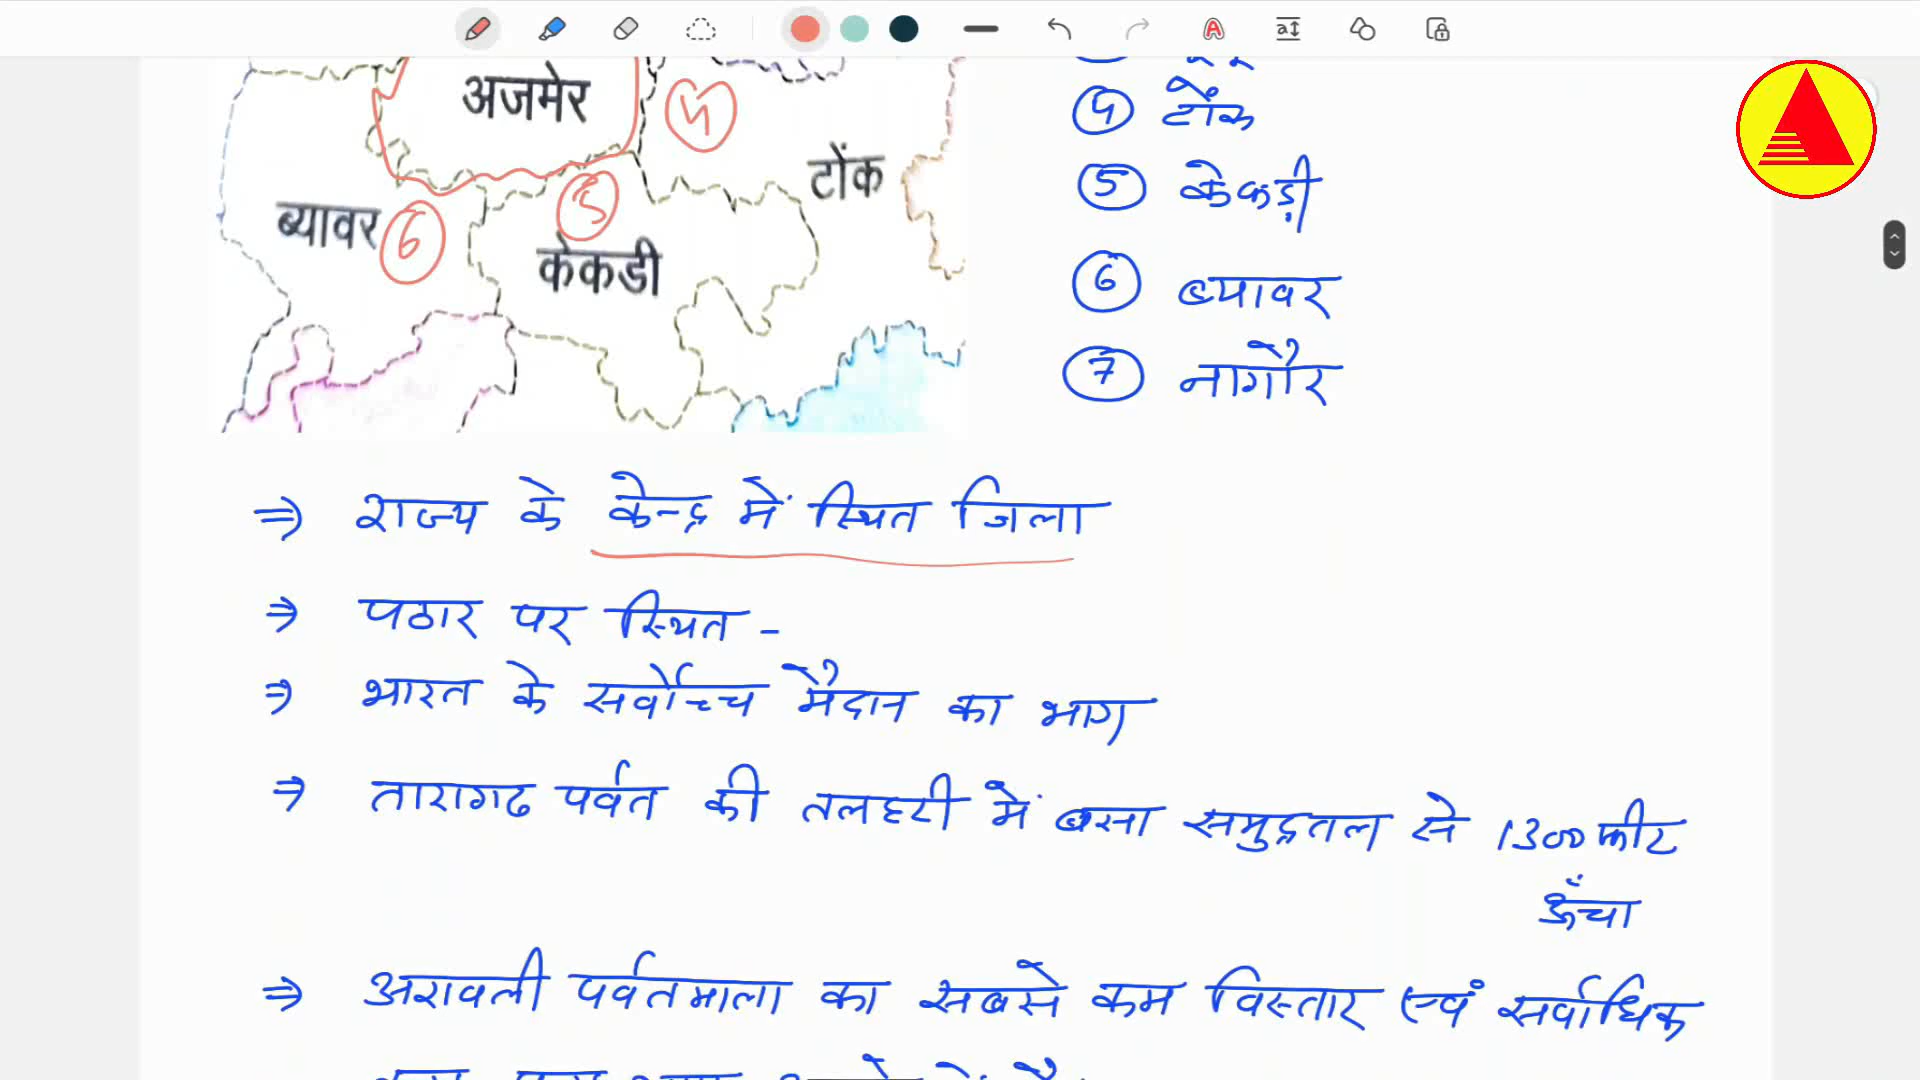 अजमेर
4
टोंक
ब्यावर
6
5
केकडी
4 टोंक
5 केकड़ी
6 ब्यावर
7 नागौर
⇒ राज्य के केन्द्र में स्थित जिला
⇒ पठार पर स्थित -
⇒ भारत के सर्वोच्च मैदान का भाग
⇒ तारागढ पर्वत की तलहटी में बसा समुद्रतल से 1300 फीट
ऊँचा
⇒ अरावली पर्वतमाला का सबसे कम विस्तार एवं सर्वाधिक